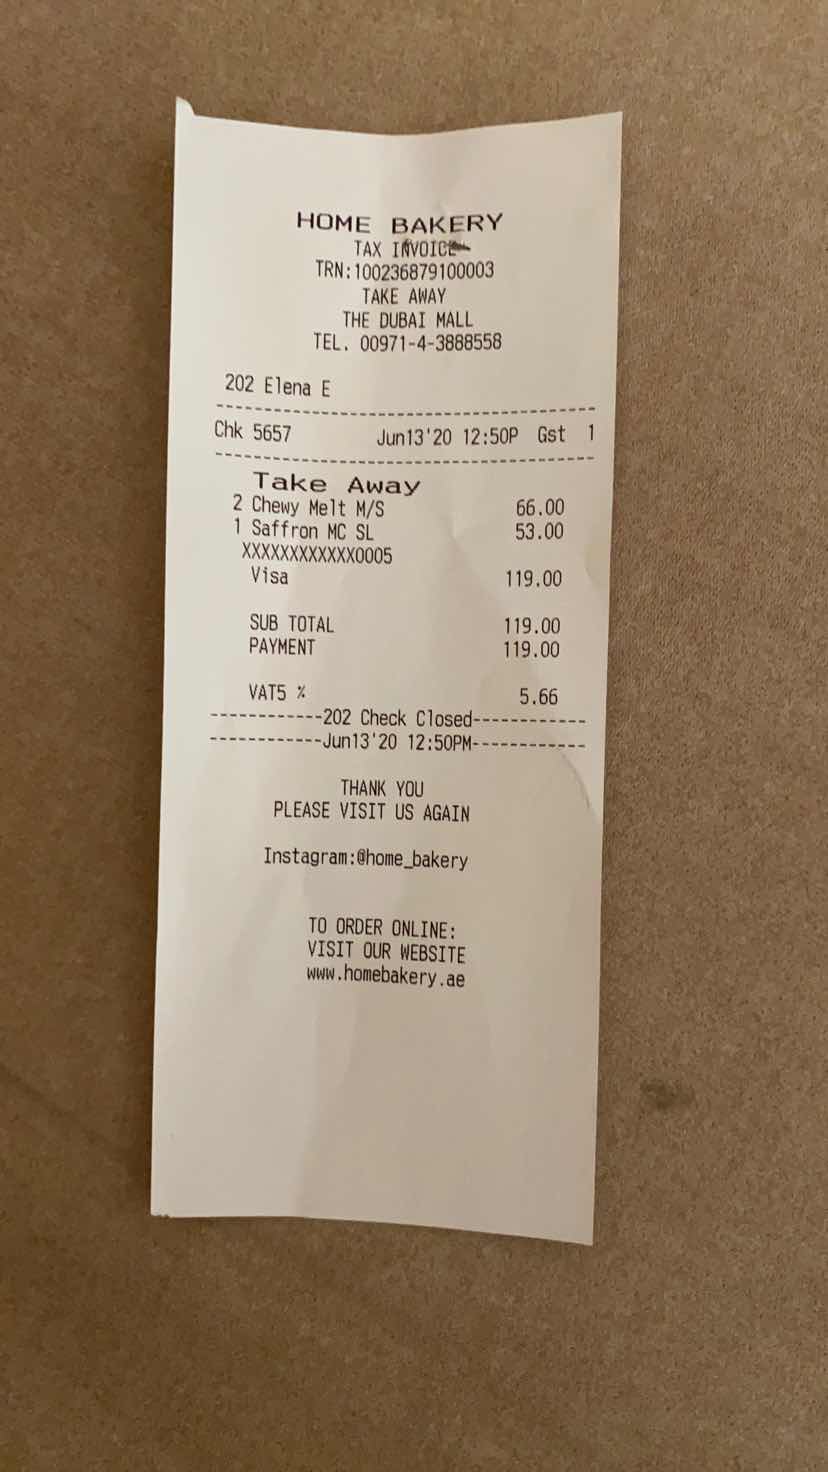 HOME BAKERY
TAX INVOICE
TRN:100236879100003
TAKE AWAY
THE DUBAI MALL
TEL. 00971-4-3888558
202 Elena E
Chk 5657 Jun13'20 12:50P Gst 1
Take Away
2 Chewy Melt M/S 66.00
1 Saffron MC SL 53.00
XXXXXXXXXXXX0005
Visa 119.00
SUB TOTAL 119.00
PAYMENT 119.00
VAT5 % 5.66
------------202 Check Closed------------
------------Jun13'20 12:50PM------------
THANK YOU
PLEASE VISIT US AGAIN
Instagram:@home_bakery
TO ORDER ONLINE:
VISIT OUR WEBSITE
www.homebakery.ae